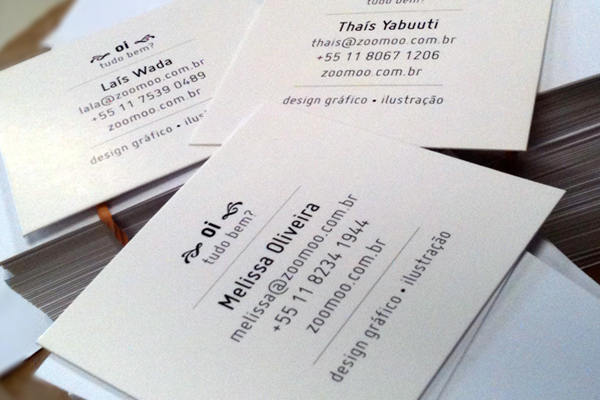 oi
tudo bem?
Laís Wada
lala@zoomoo.com.br
+55 11 7539 0489
zoomoo.com.br
design gráfico • ilus
tudo bem?
Thaís Yabuuti
thais@zoomoo.com.br
+55 11 8067 1206
zoomoo.com.br
design gráfico • ilustração
oi
tudo bem?
Melissa Oliveira
melissa@zoomoo.com.br
+55 11 8234 1944
zoomoo.com.br
design gráfico • ilustração